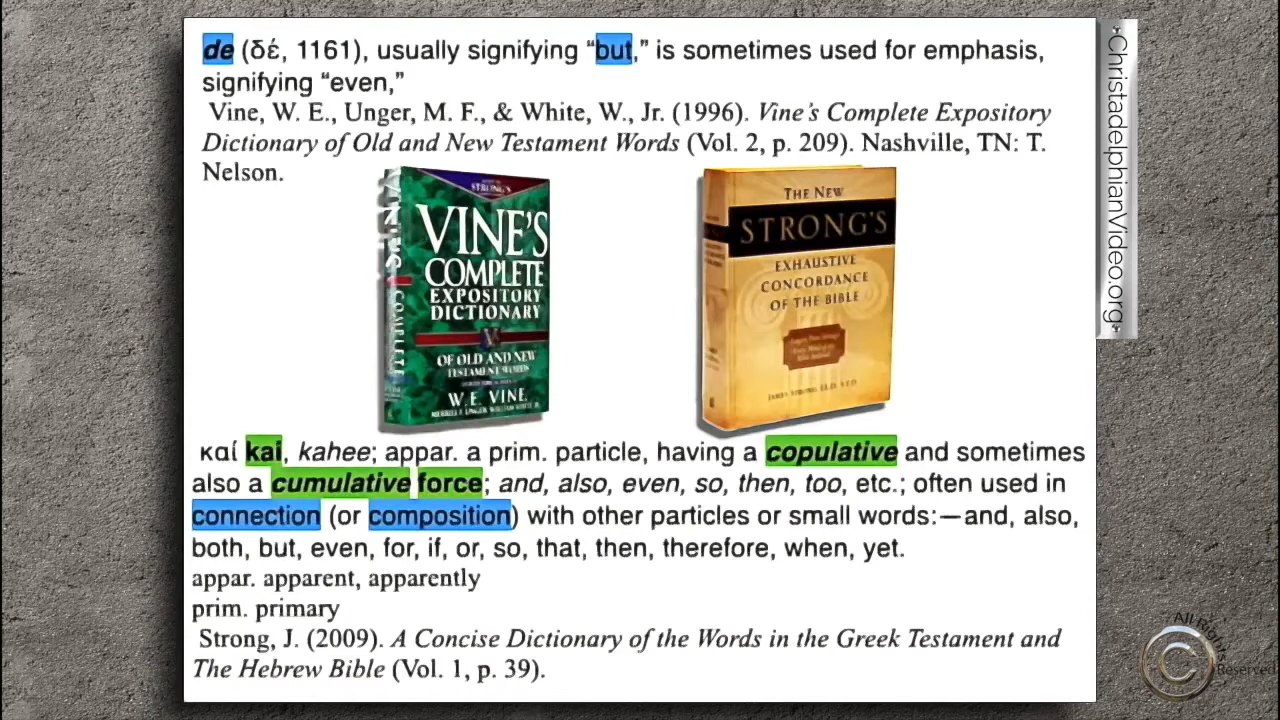 de (δέ, 1161), usually signifying “but,” is sometimes used for emphasis,
signifying “even,”
Vine, W. E., Unger, M. F., & White, W., Jr. (1996). Vine’s Complete Expository
Dictionary of Old and New Testament Words (Vol. 2, p. 209). Nashville, TN: T.
Nelson.
STRONG'S
VINE'S
COMPLETE
EXPOSITORY
DICTIONARY
OF OLD AND NEW
TESTAMENT WORDS
W.E. VINE
THE NEW
STRONG'S
EXHAUSTIVE
CONCORDANCE
OF THE BIBLE
καί kai, kahee; appar. a prim. particle, having a copulative and sometimes
also a cumulative force; and, also, even, so, then, too, etc.; often used in
connection (or composition) with other particles or small words:—and, also,
both, but, even, for, if, or, so, that, then, therefore, when, yet.
appar. apparent, apparently
prim. primary
Strong, J. (2009). A Concise Dictionary of the Words in the Greek Testament and
The Hebrew Bible (Vol. 1, p. 39).
ChristadelphianVideo.org
All Rights
C
Reserved